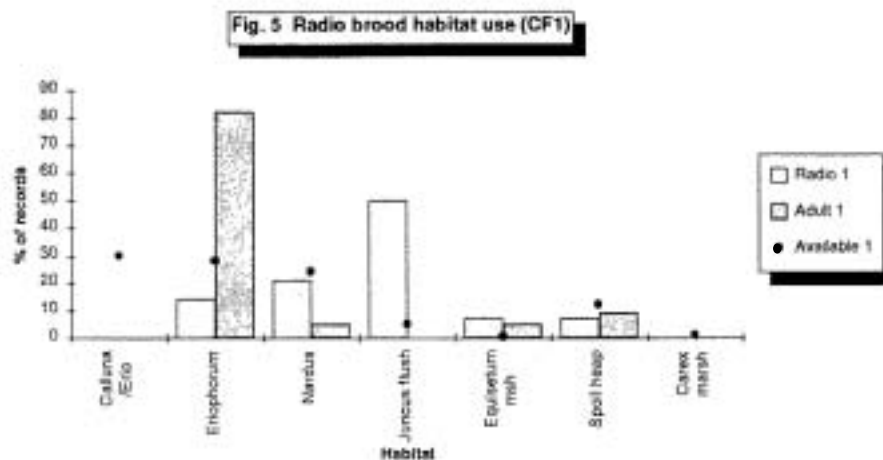 Fig. 5 Radio brood habitat use (CF1)
90
80
70
60
50
40
30
20
10
0
% of records
Calluna
/Erio
Eriophorum
Nardus
Juncus flush
Equisetum
msh
Spoil heap
Carex
marsh
Habitat
Radio 1
Adult 1
Available 1